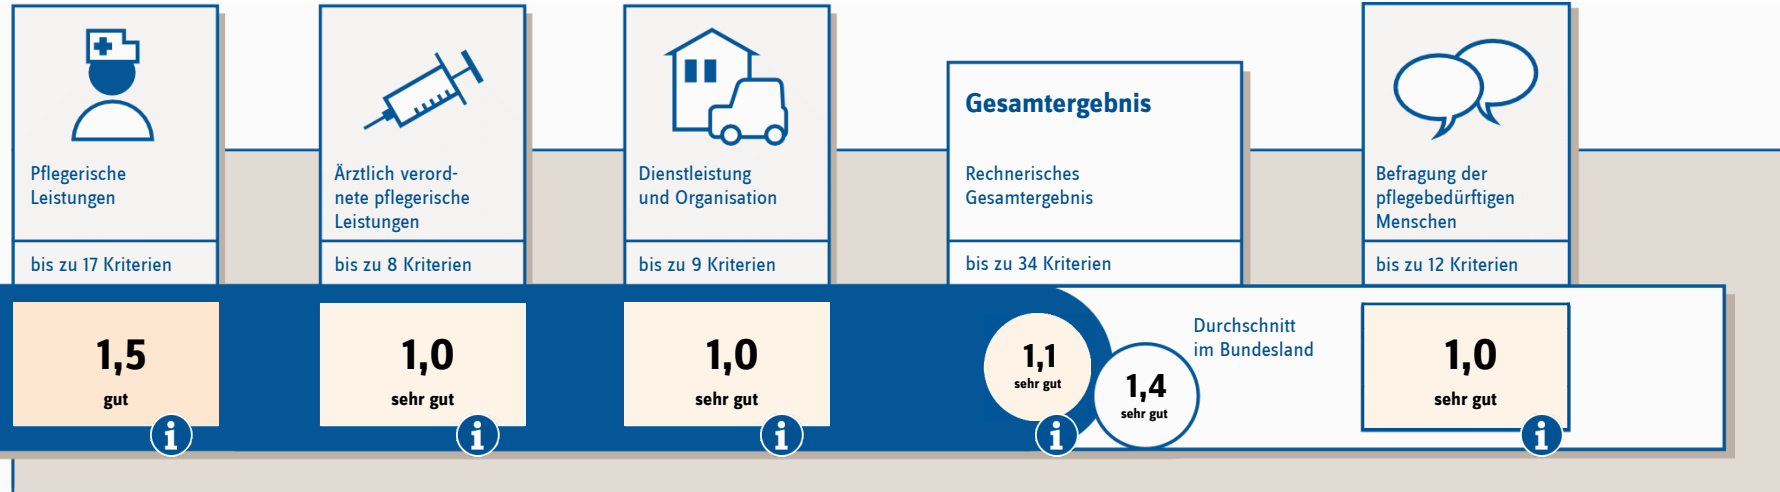 Pflegerische
Leistungen
bis zu 17 Kriterien
1,5
gut
i
Ärztlich verord-
nete pflegerische
Leistungen
bis zu 8 Kriterien
1,0
sehr gut
i
Dienstleistung
und Organisation
bis zu 9 Kriterien
1,0
sehr gut
i
Gesamtergebnis
Rechnerisches
Gesamtergebnis
bis zu 34 Kriterien
1,1
sehr gut
i
1,4
sehr gut
Durchschnitt
im Bundesland
Befragung der
pflegebedürftigen
Menschen
bis zu 12 Kriterien
1,0
sehr gut
i